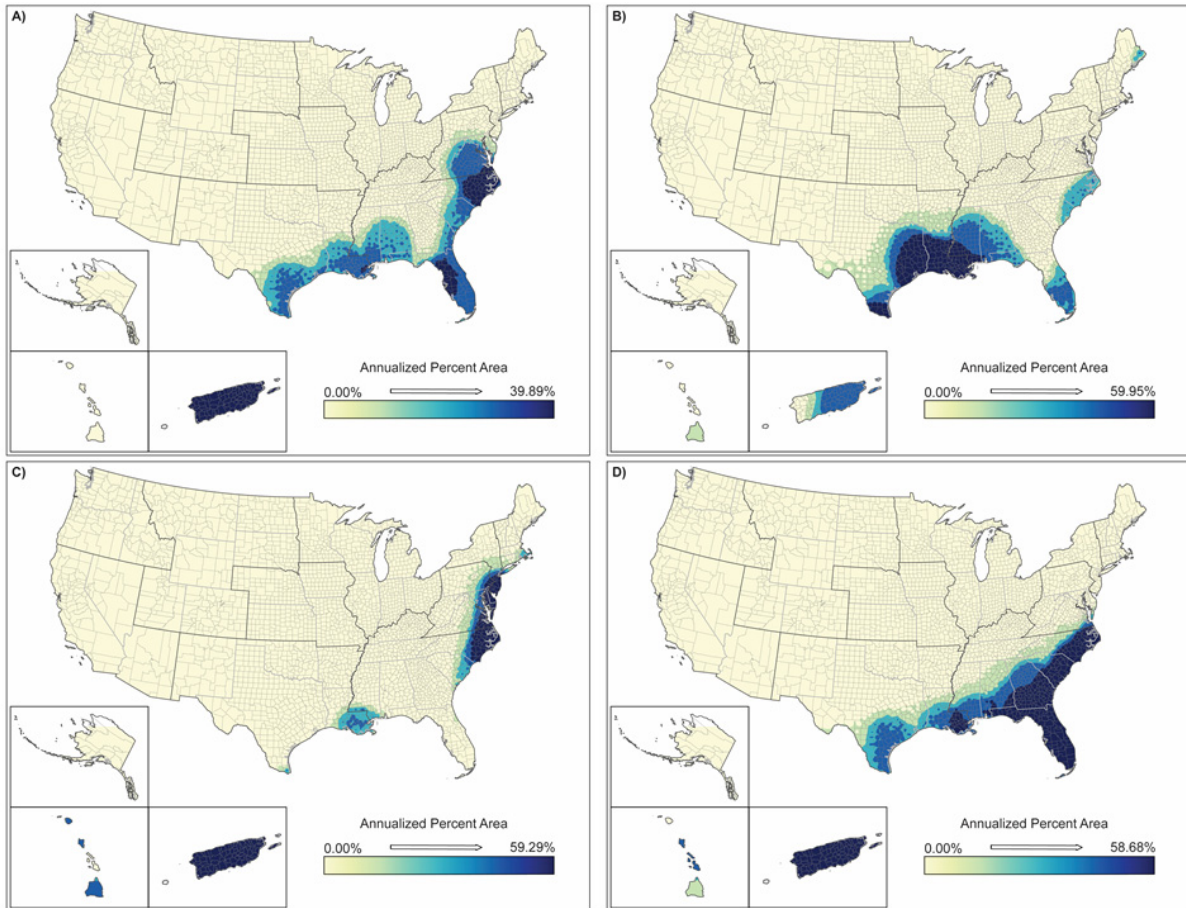 A)
B)
Annualized Percent Area
0.00% 39.89%
Annualized Percent Area
0.00% 59.95%
C)
D)
Annualized Percent Area
0.00% 59.29%
Annualized Percent Area
0.00% 58.68%